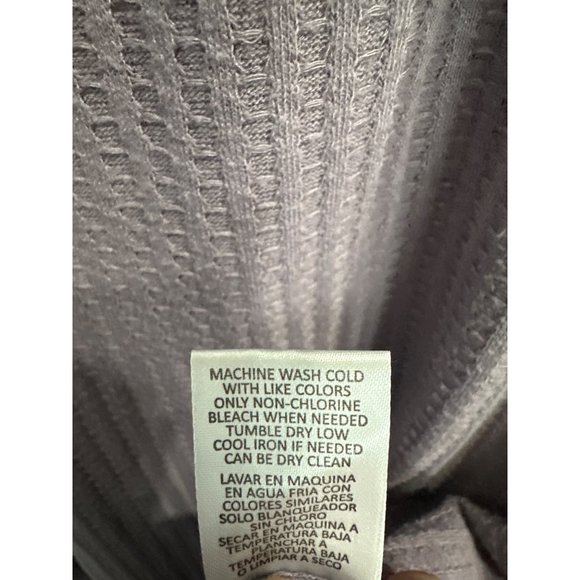 MACHINE WASH COLD
WITH LIKE COLORS
ONLY NON-CHLORINE
BLEACH WHEN NEEDED
TUMBLE DRY LOW
COOL IRON IF NEEDED
CAN BE DRY CLEAN
LAVAR EN MAQUINA
EN AGUA FRIA CON
COLORES SIMILARES
SOLO BLANQUEADOR
SIN CHLORO
SECAR EN MAQUINA A
TEMPERATURA BAJA
PLANCHAR A
TEMPERATURA BAJA
O LIMPIAR A SECO